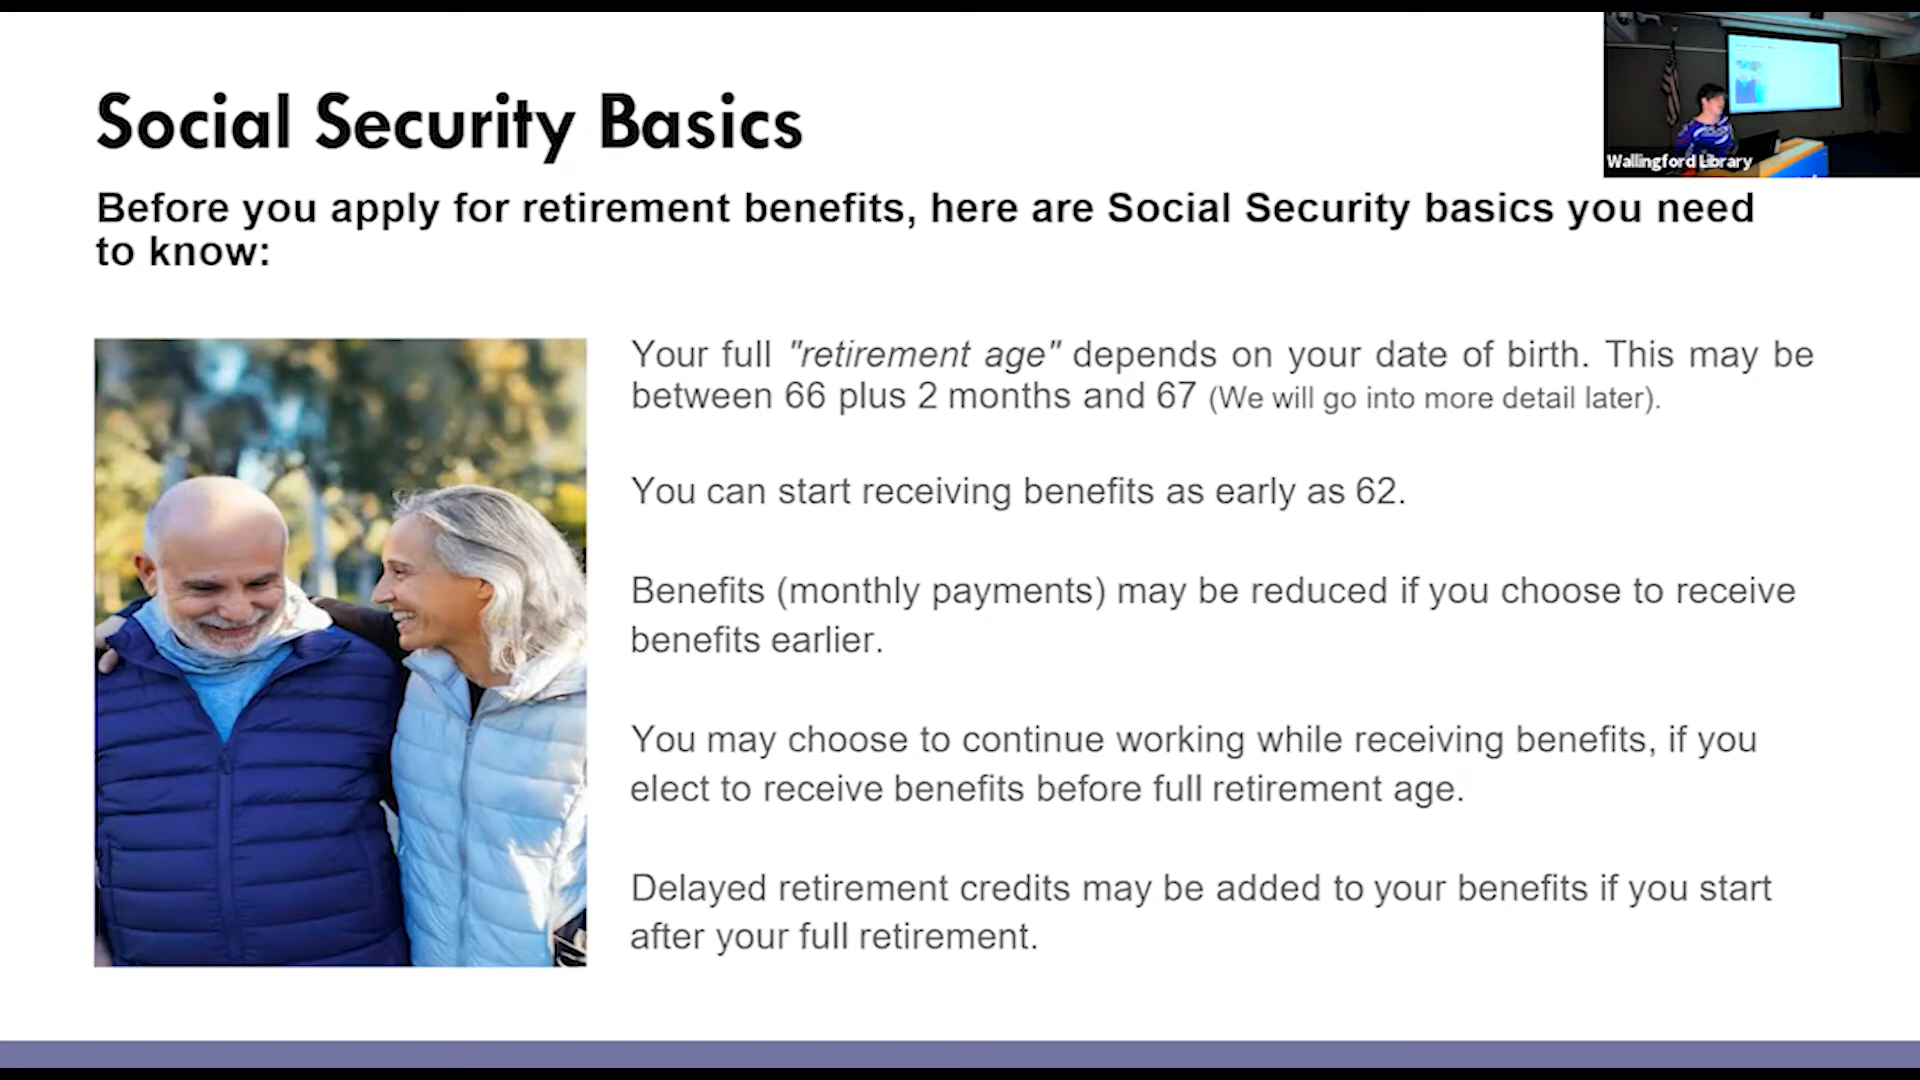 Social Security Basics
Wallingford Library
Before you apply for retirement benefits, here are Social Security basics you need
to know:
Your full "retirement age" depends on your date of birth. This may be
between 66 plus 2 months and 67 (We will go into more detail later).
You can start receiving benefits as early as 62.
Benefits (monthly payments) may be reduced if you choose to receive
benefits earlier.
You may choose to continue working while receiving benefits, if you
elect to receive benefits before full retirement age.
Delayed retirement credits may be added to your benefits if you start
after your full retirement.